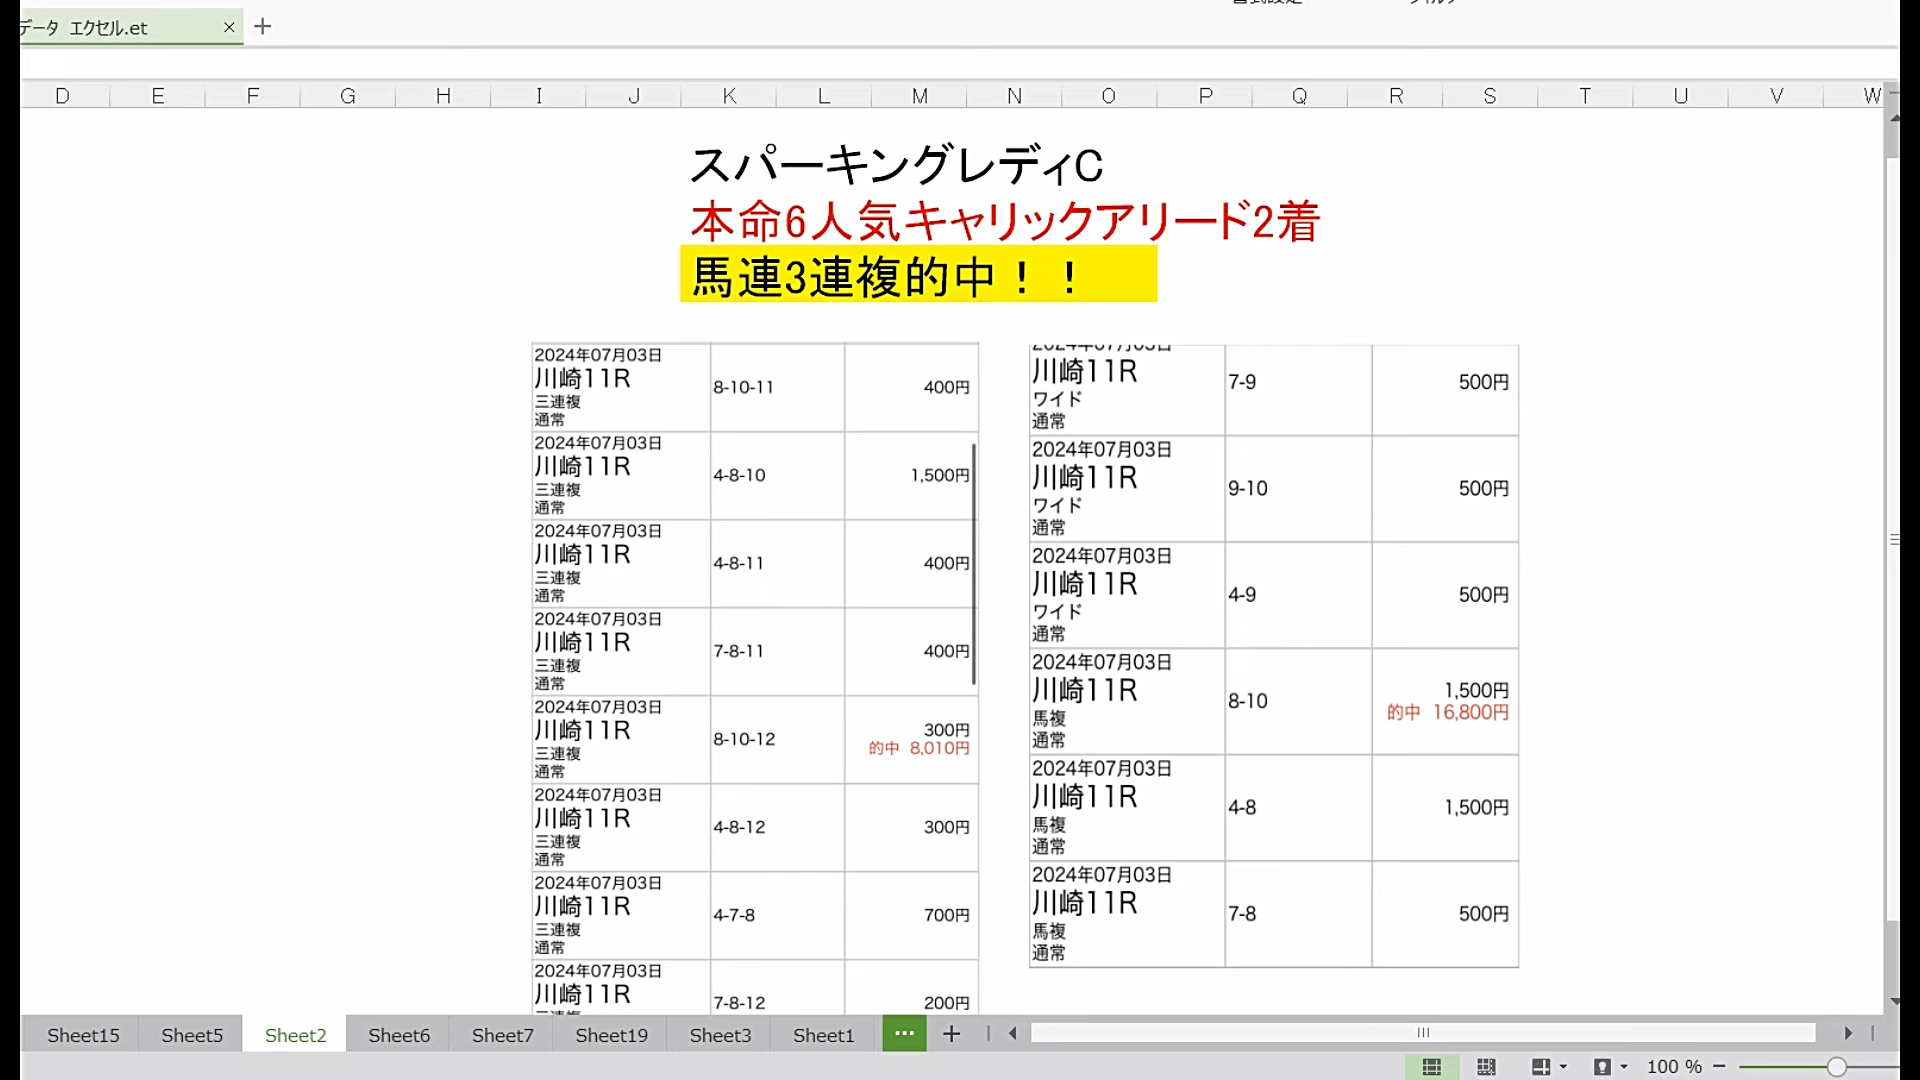 データ エクセル.et × +
D E F G H I J K L M N O P Q R S T U V W
スパーキングレディC
本命6人気キャリックアリード2着
馬連3連複的中！！
2024年07月03日
川崎11R
三連複
通常
8-10-11
400円
2024年07月03日
川崎11R
三連複
通常
4-8-10
1,500円
2024年07月03日
川崎11R
三連複
通常
4-8-11
400円
2024年07月03日
川崎11R
三連複
通常
7-8-11
400円
2024年07月03日
川崎11R
三連複
通常
8-10-12
300円
的中 8,010円
2024年07月03日
川崎11R
三連複
通常
4-8-12
300円
2024年07月03日
川崎11R
三連複
通常
4-7-8
700円
2024年07月03日
川崎11R
7-8-12
200円
川崎11R
ワイド
通常
7-9
500円
2024年07月03日
川崎11R
ワイド
通常
9-10
500円
2024年07月03日
川崎11R
ワイド
通常
4-9
500円
2024年07月03日
川崎11R
馬複
通常
8-10
1,500円
的中 16,800円
2024年07月03日
川崎11R
馬複
通常
4-8
1,500円
2024年07月03日
川崎11R
馬複
通常
7-8
500円
Sheet15 Sheet5 Sheet2 Sheet6 Sheet7 Sheet19 Sheet3 Sheet1 ••• +
100 %